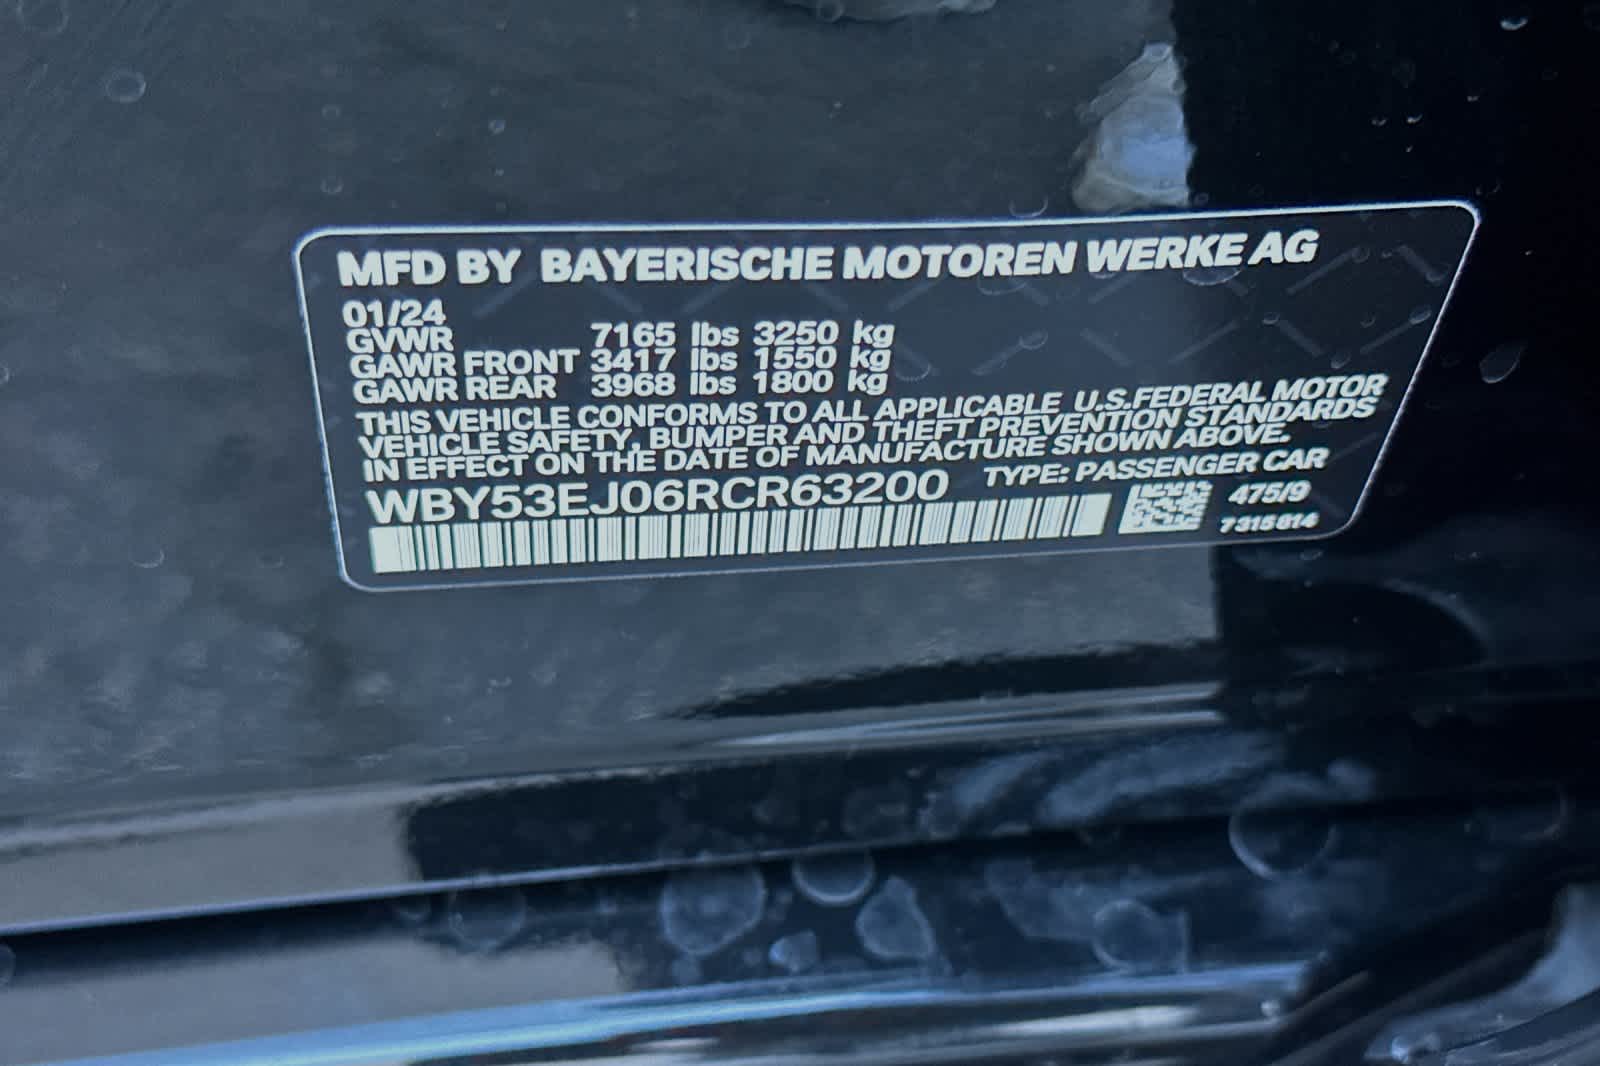 MFD BY BAYERISCHE MOTOREN WERKE AG
01/24
GVWR 7165 lbs 3250 kg
GAWR FRONT 3417 lbs 1550 kg
GAWR REAR 3968 lbs 1800 kg
THIS VEHICLE CONFORMS TO ALL APPLICABLE U.S.FEDERAL MOTOR
VEHICLE SAFETY, BUMPER AND THEFT PREVENTION STANDARDS
IN EFFECT ON THE DATE OF MANUFACTURE SHOWN ABOVE.
WBY53EJ06RCR63200 TYPE: PASSENGER CAR
475/9
7315814